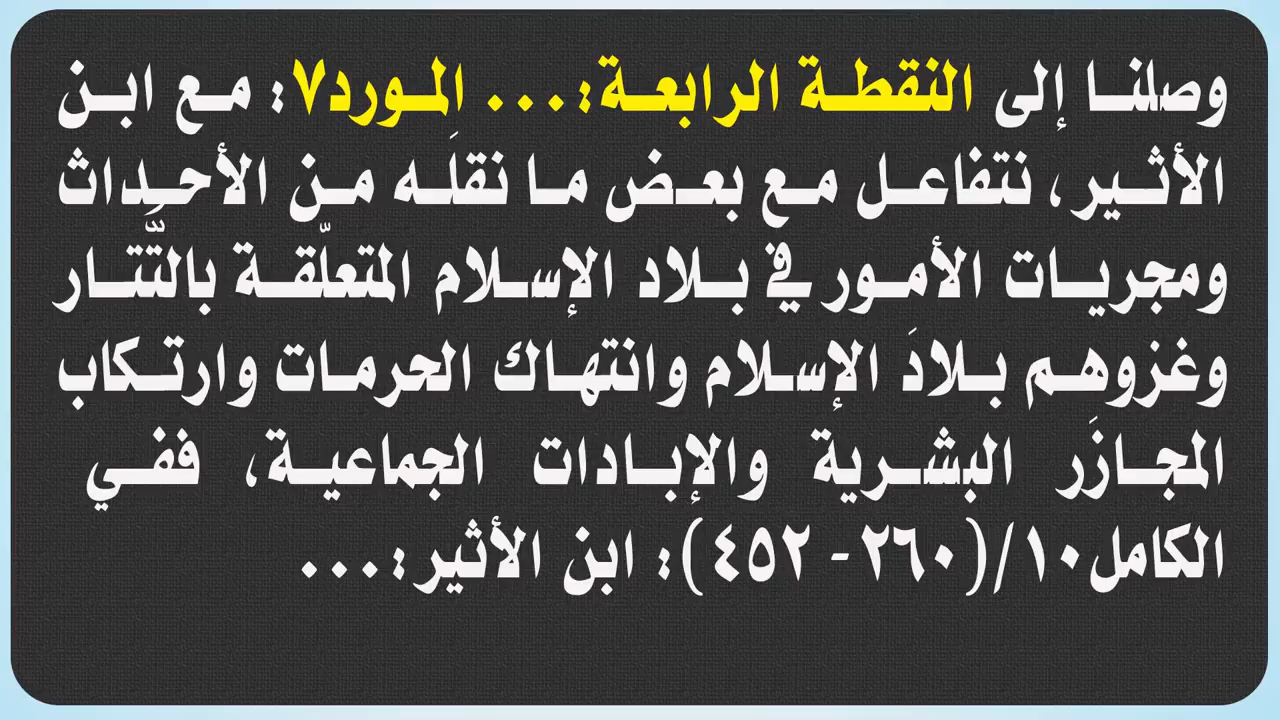 وصلنا إلى النقطة الرابعة:... المورد٧: مع ابن
الأثير، نتفاعل مع بعض ما نقلَه من الأحداث
ومجريات الأمور في بلاد الإسلام المتعلّقة بالتَّتار
وغزوهم بلادَ الإسلام وانتهاك الحرمات وارتكاب
المجازَر البشرية والإبادات الجماعية، ففي
الكامل١٠/(٢٦٠- ٤٥٢): ابن الأثير:...